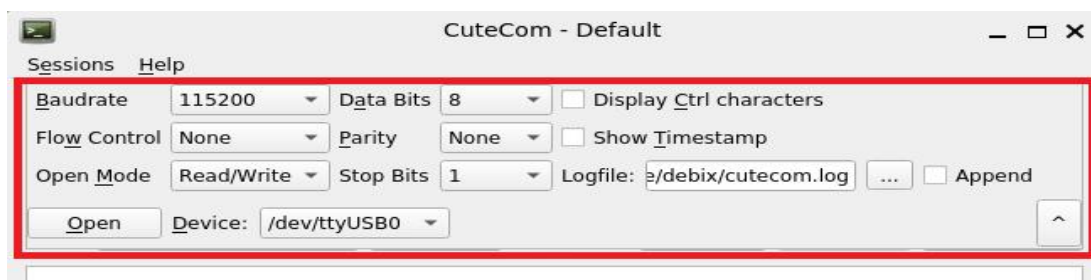 CuteCom - Default
Sessions Help
Baudrate 115200 Data Bits 8 Display Ctrl characters
Flow Control None Parity None Show Timestamp
Open Mode Read/Write Stop Bits 1 Logfile: e/debix/cutecom.log ... Append
Open Device: /dev/ttyUSB0